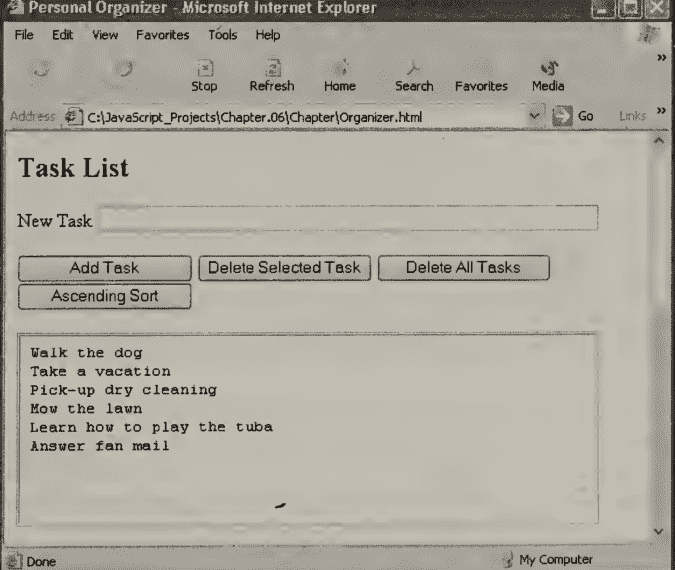 Personal Organizer - Microsoft Internet Explorer
File Edit View Favorites Tools Help
Stop Refresh Home Search Favorites Media »
Address C:\JavaScript_Projects\Chapter.06\Chapter\Organizer.html Go Links »
Task List
New Task
Add Task Delete Selected Task Delete All Tasks
Ascending Sort
Walk the dog
Take a vacation
Pick-up dry cleaning
Mow the lawn
Learn how to play the tuba
Answer fan mail
Done My Computer